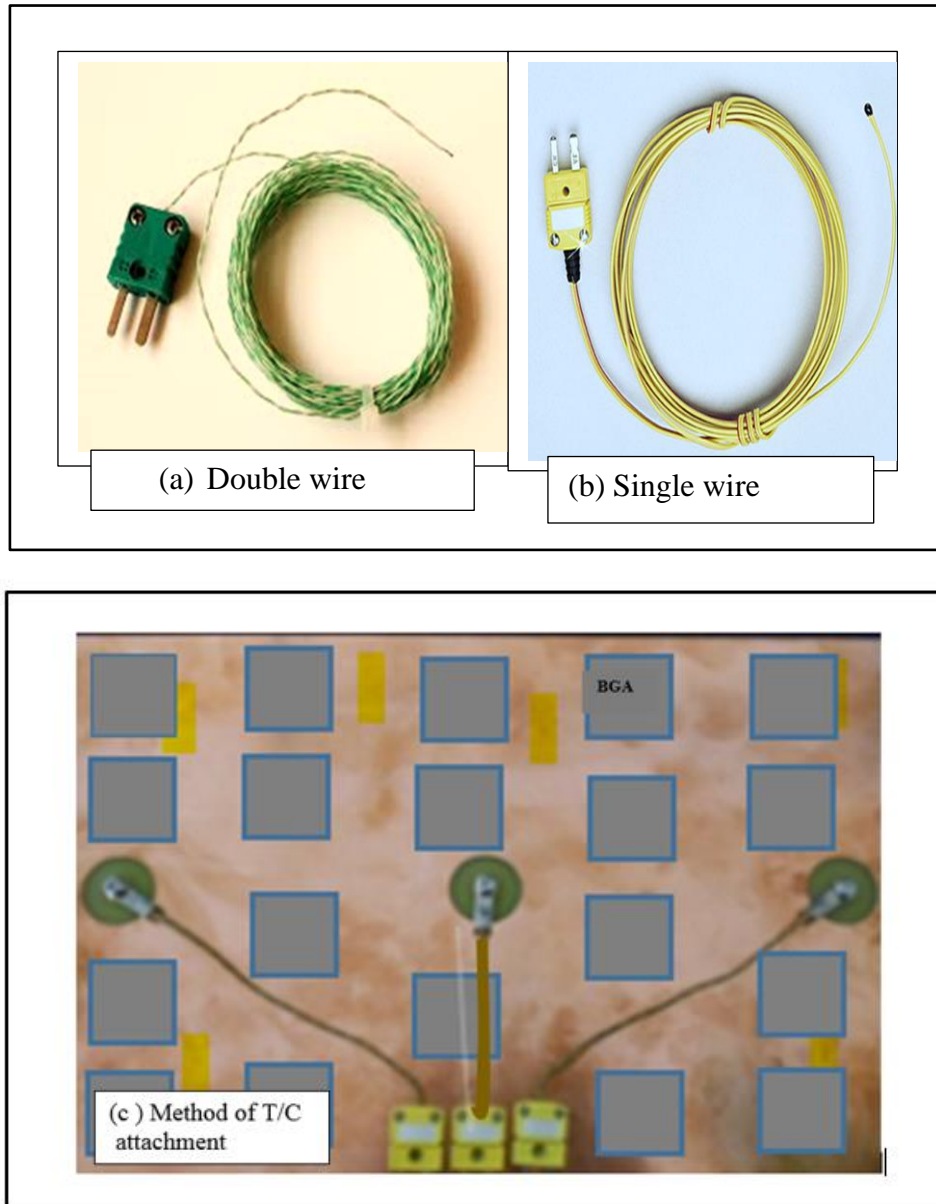 (a) Double wire
(b) Single wire
BGA
(c ) Method of T/C
attachment